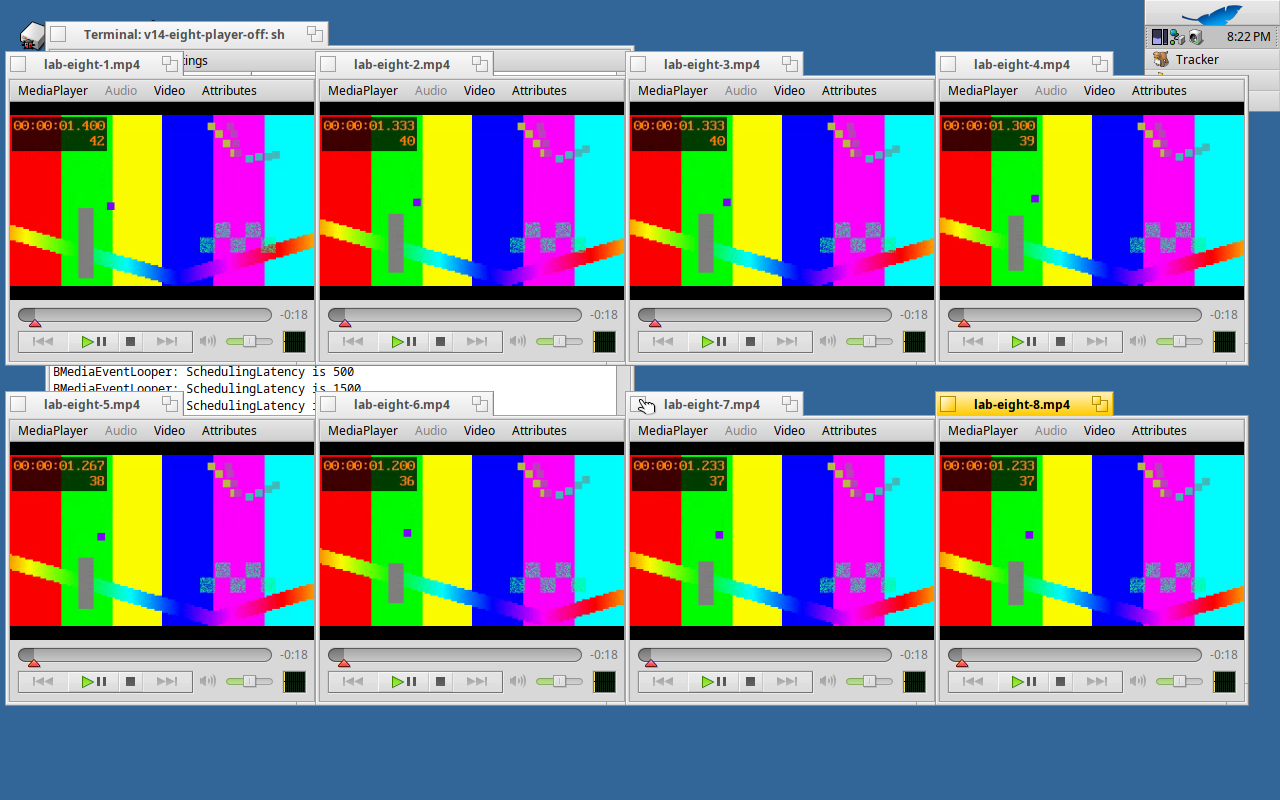 Terminal: v14-eight-player-off: sh
8:22 PM
Tracker
tings
lab-eight-1.mp4
MediaPlayer Audio Video Attributes
00:00:01.400
42
-0:18
lab-eight-2.mp4
MediaPlayer Audio Video Attributes
00:00:01.333
40
-0:18
lab-eight-3.mp4
MediaPlayer Audio Video Attributes
00:00:01.333
40
-0:18
lab-eight-4.mp4
MediaPlayer Audio Video Attributes
00:00:01.300
39
-0:18
BMediaEventLooper: SchedulingLatency is 500
BMediaEventLooper: SchedulingLatency is 1500
SchedulingLatency is
lab-eight-5.mp4
MediaPlayer Audio Video Attributes
00:00:01.267
38
-0:18
lab-eight-6.mp4
MediaPlayer Audio Video Attributes
00:00:01.200
36
-0:18
lab-eight-7.mp4
MediaPlayer Audio Video Attributes
00:00:01.233
37
-0:18
lab-eight-8.mp4
MediaPlayer Audio Video Attributes
00:00:01.233
37
-0:18